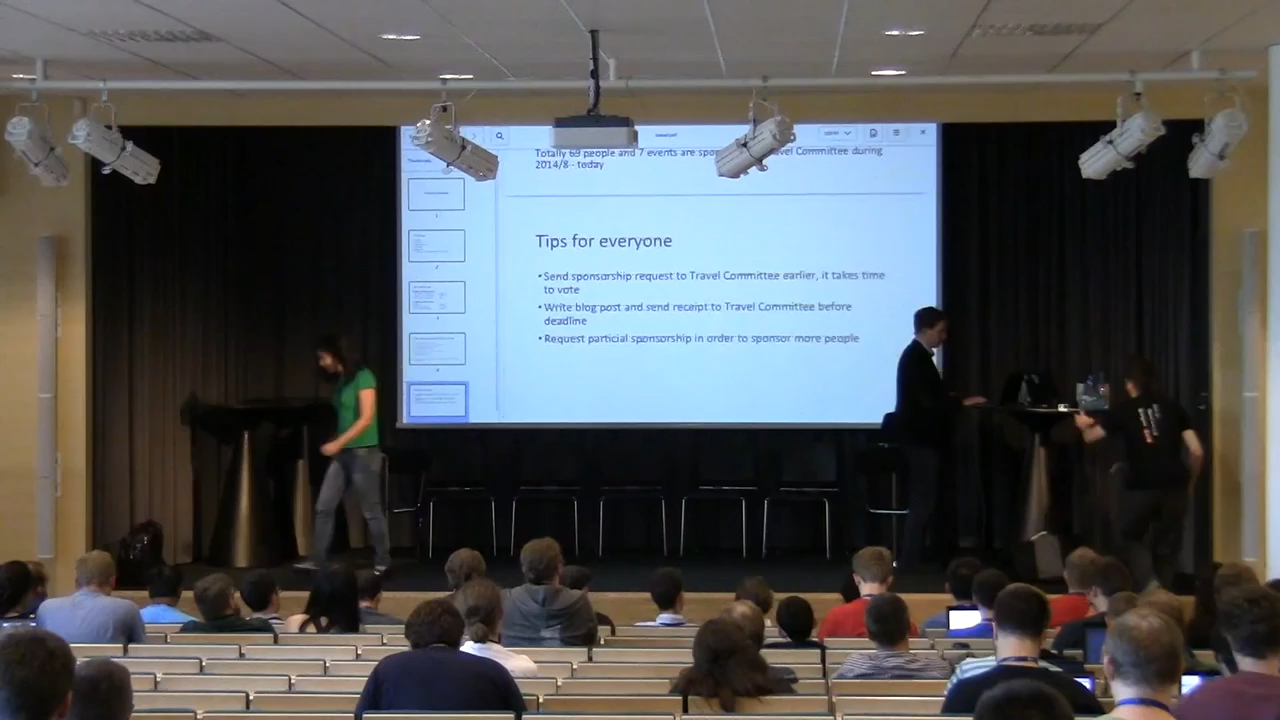 Totally 69 people and 7 events are spo
vel Committee during
2014/8 - today
Tips for everyone
•Send sponsorship request to Travel Committee earlier, it takes time
to vote
•Write blog post and send receipt to Travel Committee before
deadline
•Request particial sponsorship in order to sponsor more people